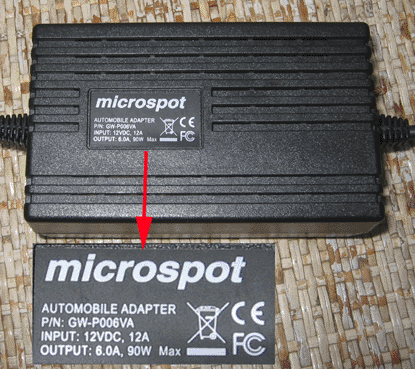 microspot
AUTOMOBILE ADAPTER
P/N: GW-P006VA
INPUT: 12VDC, 12A
OUTPUT: 6.0A, 90W Max
CE
FC
microspot
AUTOMOBILE ADAPTER
P/N: GW-P006VA
INPUT: 12VDC, 12A
OUTPUT: 6.0A, 90W Max
CE
FC